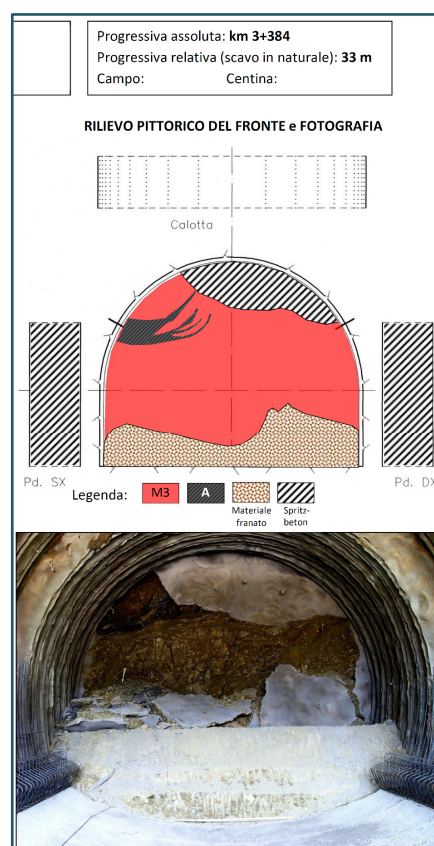 Progressiva assoluta: km 3+384
Progressiva relativa (scavo in naturale): 33 m
Campo: Centina:
RILIEVO PITTORICO DEL FRONTE e FOTOGRAFIA
Calotta
Pd. SX
Pd. DX
Legenda: M3 A
Materiale franato
Spritz-beton